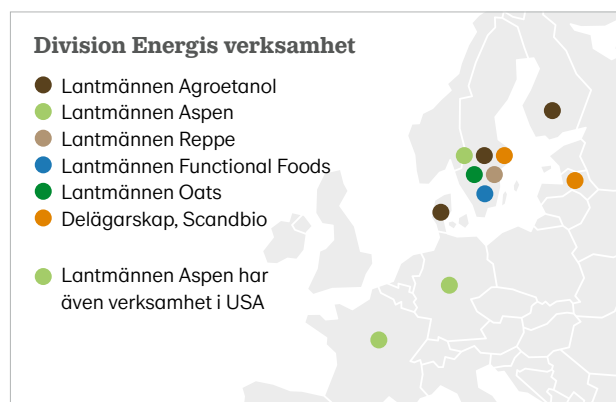 Division Energis verksamhet
Lantmännen Agroetanol
Lantmännen Aspen
Lantmännen Reppe
Lantmännen Functional Foods
Lantmännen Oats
Delägarskap, Scandbio
Lantmännen Aspen har
även verksamhet i USA